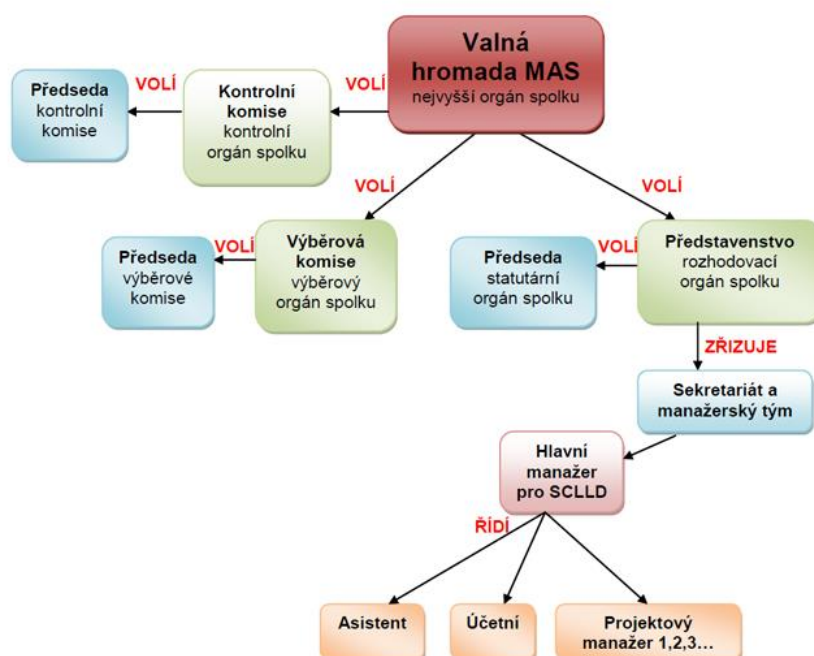 Valná
hromada MAS
nejvyšší orgán spolku
VOLÍ
VOLÍ
Předseda
kontrolní
komise
Kontrolní
komise
kontrolní
orgán spolku
VOLÍ
VOLÍ
Předseda
výběrové
komise
VOLÍ
Výběrová
komise
výběrový
orgán spolku
Předseda
statutární
orgán spolku
VOLÍ
Představenstvo
rozhodovací
orgán spolku
ZŘIZUJE
Sekretariát a
manažerský tým
Hlavní
manažer
pro SCLLD
ŘÍDÍ
Asistent
Účetní
Projektový
manažer 1,2,3…